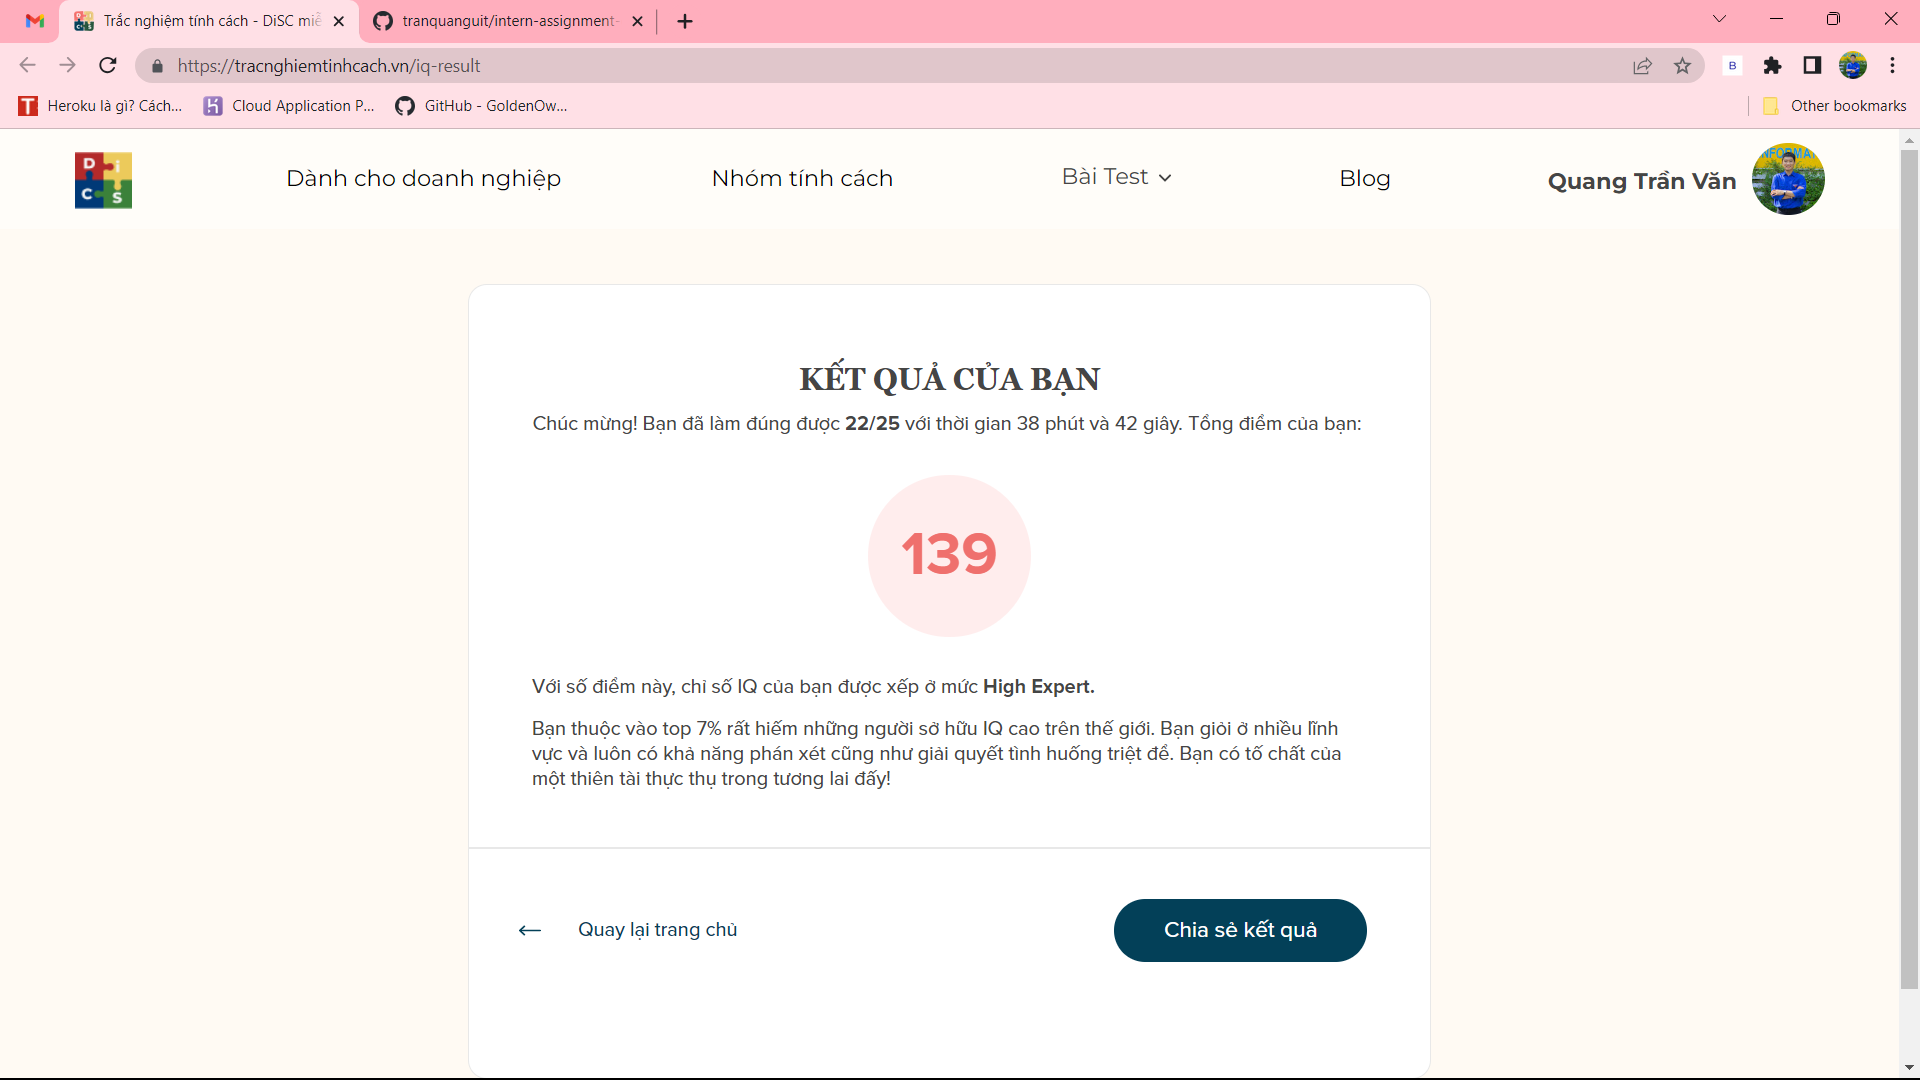 Trắc nghiệm tính cách - DiSC miễ
tranquanguit/intern-assignment-
https://tracnghiemtinhcach.vn/iq-result
B
Heroku là gì? Cách...
Cloud Application P...
GitHub - GoldenOw...
Other bookmarks
D i C S
Dành cho doanh nghiệp
Nhóm tính cách
Bài Test
Blog
Quang Trần Văn
KẾT QUẢ CỦA BẠN
Chúc mừng! Bạn đã làm đúng được 22/25 với thời gian 38 phút và 42 giây. Tổng điểm của bạn:
139
Với số điểm này, chỉ số IQ của bạn được xếp ở mức High Expert.
Bạn thuộc vào top 7% rất hiếm những người sở hữu IQ cao trên thế giới. Bạn giỏi ở nhiều lĩnh
vực và luôn có khả năng phán xét cũng như giải quyết tình huống triệt để. Bạn có tố chất của
một thiên tài thực thụ trong tương lai đấy!
Quay lại trang chủ
Chia sẻ kết quả